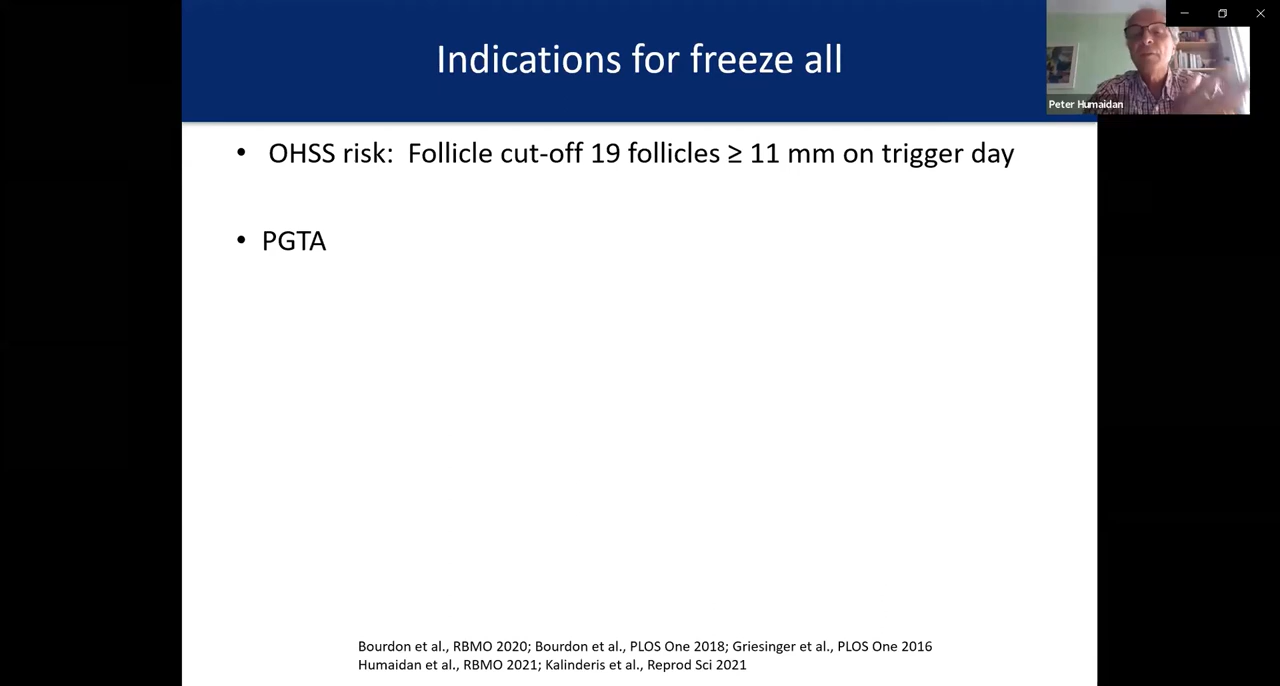 Indications for freeze all
Peter Humaidan
• OHSS risk: Follicle cut-off 19 follicles ≥ 11 mm on trigger day
• PGTA
Bourdon et al., RBMO 2020; Bourdon et al., PLOS One 2018; Griesinger et al., PLOS One 2016
Humaidan et al., RBMO 2021; Kalinderis et al., Reprod Sci 2021